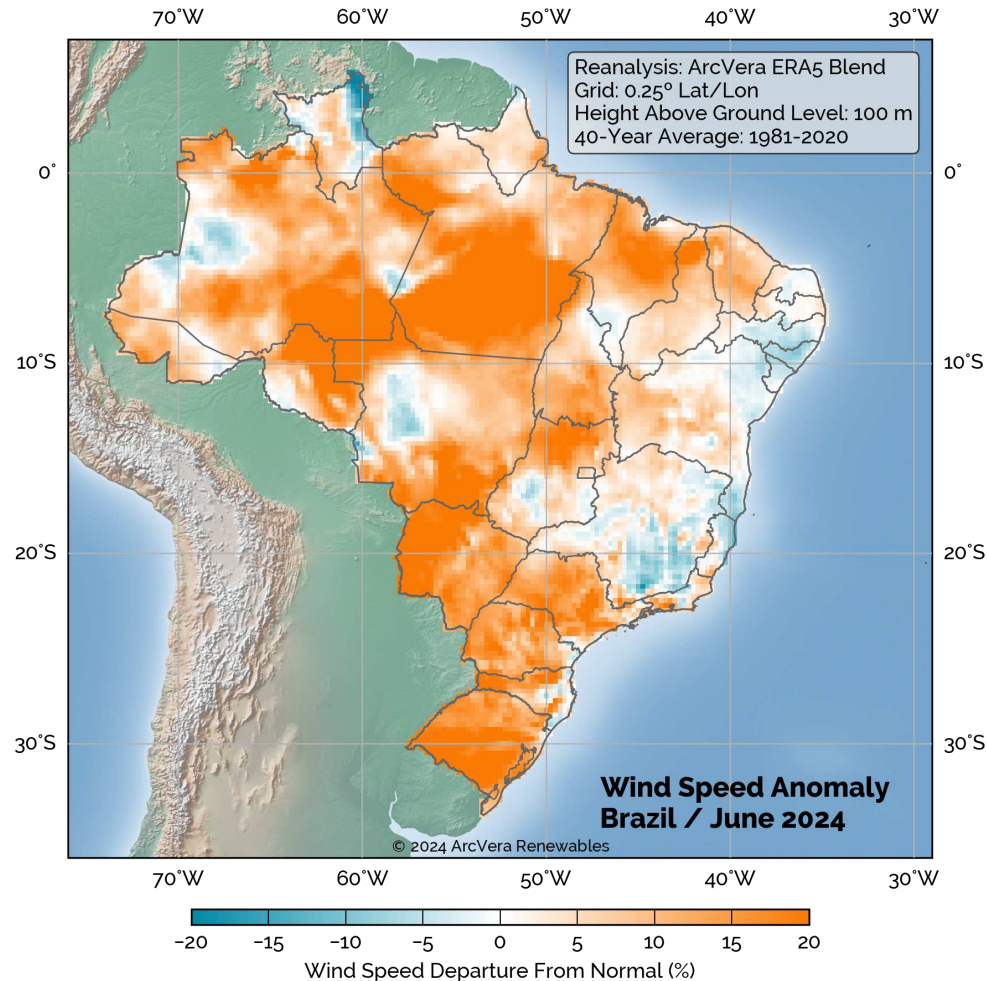 70°W 60°W 50°W 40°W 30°W
Reanalysis: ArcVera ERA5 Blend
Grid: 0.25º Lat/Lon
Height Above Ground Level: 100 m
40-Year Average: 1981-2020
0° 0°
10°S 10°S
20°S 20°S
30°S 30°S
Wind Speed Anomaly
Brazil / June 2024
© 2024 ArcVera Renewables
70°W 60°W 50°W 40°W 30°W
−20 −15 −10 −5 0 5 10 15 20
Wind Speed Departure From Normal (%)